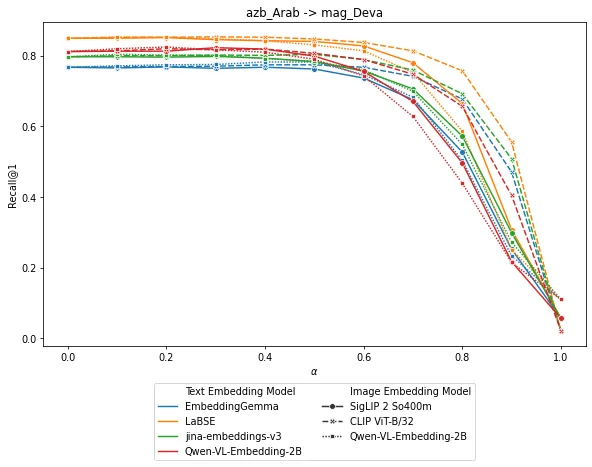 azb_Arab -> mag_Deva
Recall@1
0.8
0.6
0.4
0.2
0.0
0.0 0.2 0.4 0.6 0.8 1.0
α
Text Embedding Model Image Embedding Model
EmbeddingGemma SigLIP 2 So400m
LaBSE CLIP ViT-B/32
jina-embeddings-v3 Qwen-VL-Embedding-2B
Qwen-VL-Embedding-2B